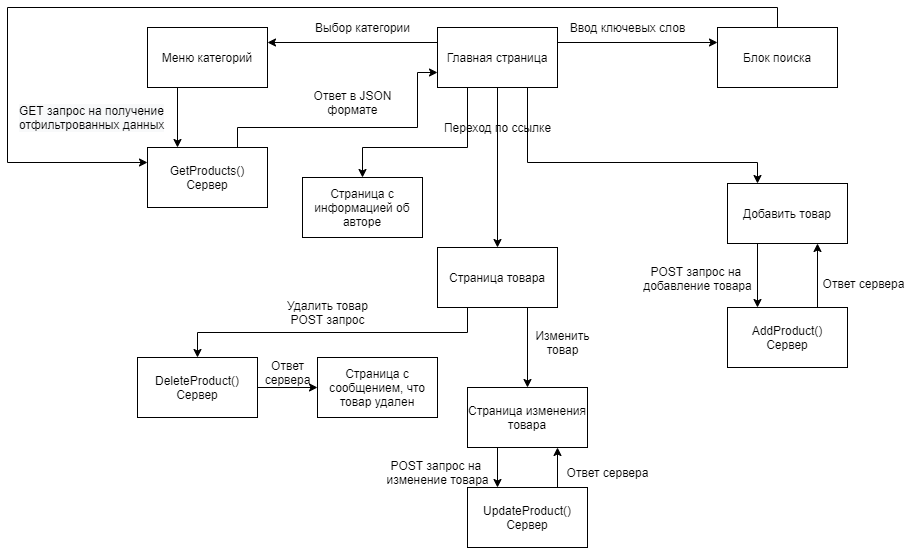 Выбор категории
Ввод ключевых слов
Меню категорий
Главная страница
Блок поиска
GET запрос на получение
отфильтрованных данных
Ответ в JSON
формате
Переход по ссылке
GetProducts()
Сервер
Страница с
информацией об
авторе
Добавить товар
Страница товара
POST запрос на
добавление товара
Ответ сервера
Удалить товар
POST запрос
Изменить
товар
AddProduct()
Сервер
DeleteProduct()
Сервер
Ответ
сервера
Страница с
сообщением, что
товар удален
Страница изменения
товара
POST запрос на
изменение товара
Ответ сервера
UpdateProduct()
Сервер